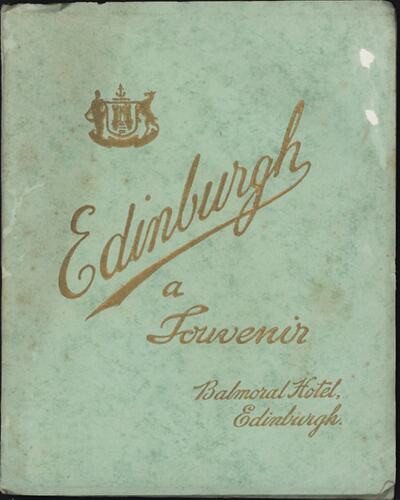 Edinburgh
a
Souvenir
Balmoral Hotel,
Edinburgh.